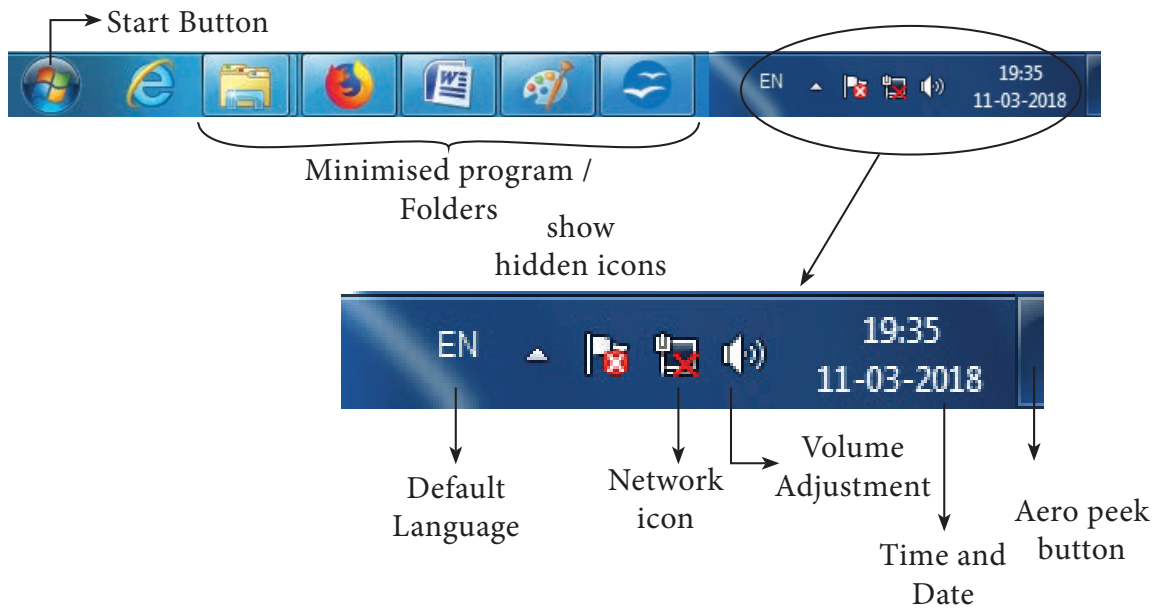 Start Button
EN
19:35
11-03-2018
Minimised program /
Folders
show
hidden icons
EN
19:35
11-03-2018
Default
Language
Network
icon
Volume
Adjustment
Time and
Date
Aero peek
button